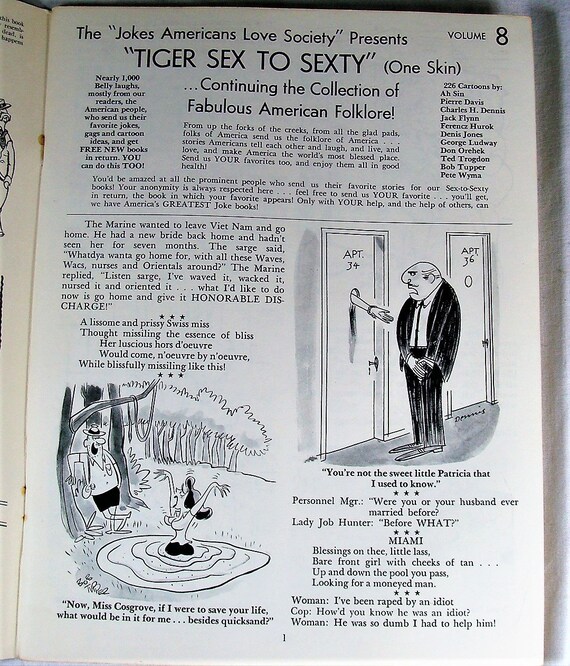 this book
resemb-
dead, is
happened
The "Jokes Americans Love Society" Presents VOLUME 8
"TIGER SEX TO SEXTY" (One Skin)
Nearly 1,000
Belly laughs,
mostly from our
readers, the
American people,
who send us their
favorite jokes,
gags and cartoon
ideas, and get
FREE NEW books
in return. YOU
can do this TOO!
...Continuing the Collection of
Fabulous American Folklore!
From up the forks of the creeks, from all the glad pads,
folks of America send us the folklore of America . . .
stories Americans tell each other and laugh, and live, and
love, and make America the world's most blessed place.
Send us YOUR favorites too, and enjoy them all in good
health!
226 Cartoons by:
Ah Sin
Pierre Davis
Charles H. Dennis
Jack Flynn
Ferenc Hurok
Denis Jones
George Ludway
Don Orehek
Ted Trogdon
Bob Tupper
Pete Wyma
You'd be amazed at all the prominent people who send us their favorite stories for our Sex-to-Sexty
books! Your anonymity is always respected here . . . feel free to send us YOUR favorite . . . you'll get,
in return, the book in which your favorite appears! Only with YOUR help, and the help of others, can
we have America's GREATEST Joke books!
The Marine wanted to leave Viet Nam and go
home. He had a new bride back home and hadn't
seen her for seven months. The sarge said,
"Whatdya wanta go home for, with all these Waves,
Wacs, nurses and Orientals around?" The Marine
replied, "Listen sarge, I've waved it, wacked it,
nursed it and oriented it . . . what I'd like to do
now is go home and give it HONORABLE DIS-
CHARGE!"
★ ★ ★
A lissome and prissy Swiss miss
Thought missiling the essence of bliss
Her luscious hors d'oeuvre
Would come, n'oeuvre by n'oeuvre,
While blissfully missiling like this!
★ ★ ★
"Now, Miss Cosgrove, if I were to save your life,
what would be in it for me . . . besides quicksand?"
APT.
34
APT.
36
Dennis
"You're not the sweet little Patricia that
I used to know."
★ ★ ★
Personnel Mgr.: "Were you or your husband ever
married before?
Lady Job Hunter: "Before WHAT?"
★ ★ ★
MIAMI
Blessings on thee, little lass,
Bare front girl with cheeks of tan . . .
Up and down the pool you pass,
Looking for a moneyed man.
★ ★ ★
Woman: I've been raped by an idiot
Cop: How'd you know he was an idiot?
Woman: He was so dumb I had to help him!
1